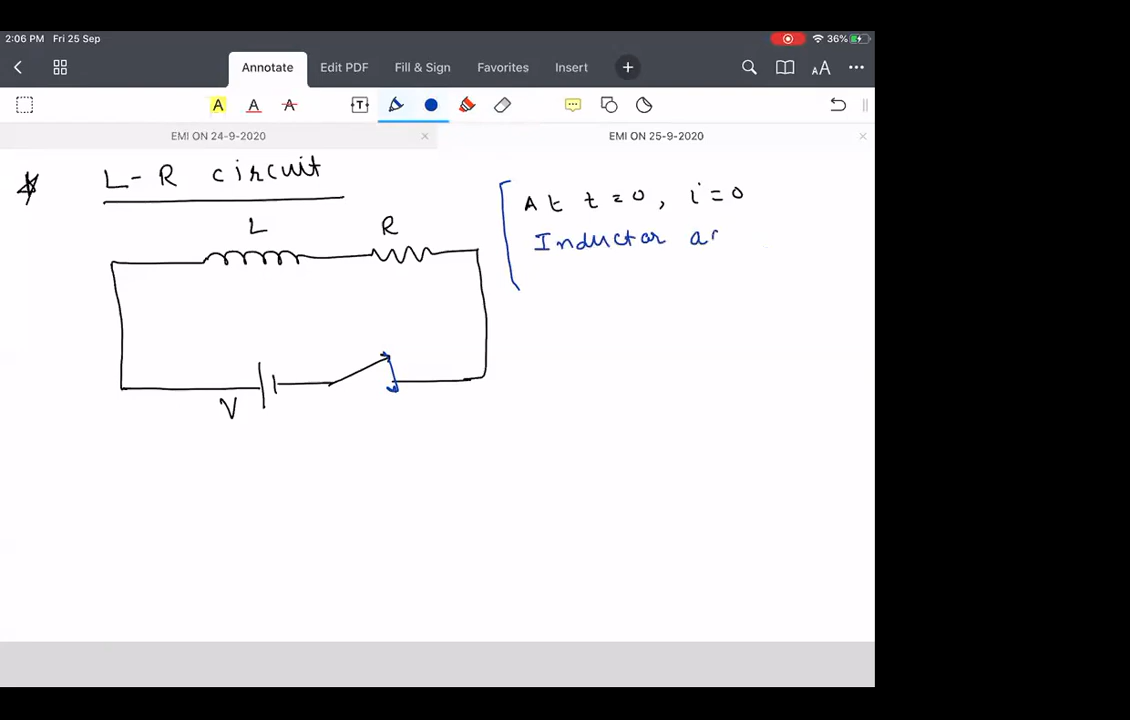 2:06 PM Fri 25 Sep
36%
Annotate Edit PDF Fill & Sign Favorites Insert
A A A T AA
EMI ON 24-9-2020
EMI ON 25-9-2020
L-R circuit
At t=0, i=0
L R
Inductor a
V